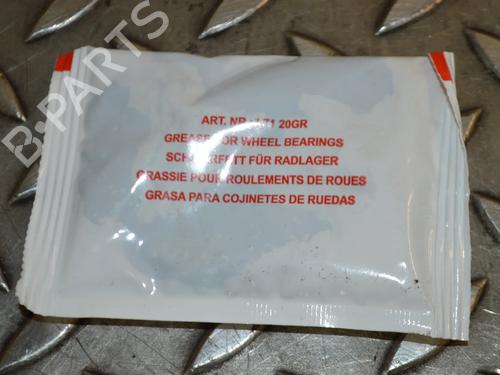 B-PARTS
ART. NR 20GR
GREASE FOR WHEEL BEARINGS
FÜR RADLAGER
GRASSIE POUR ROULEMENTS DE ROUES
GRASA PARA COJINETES DE RUEDAS